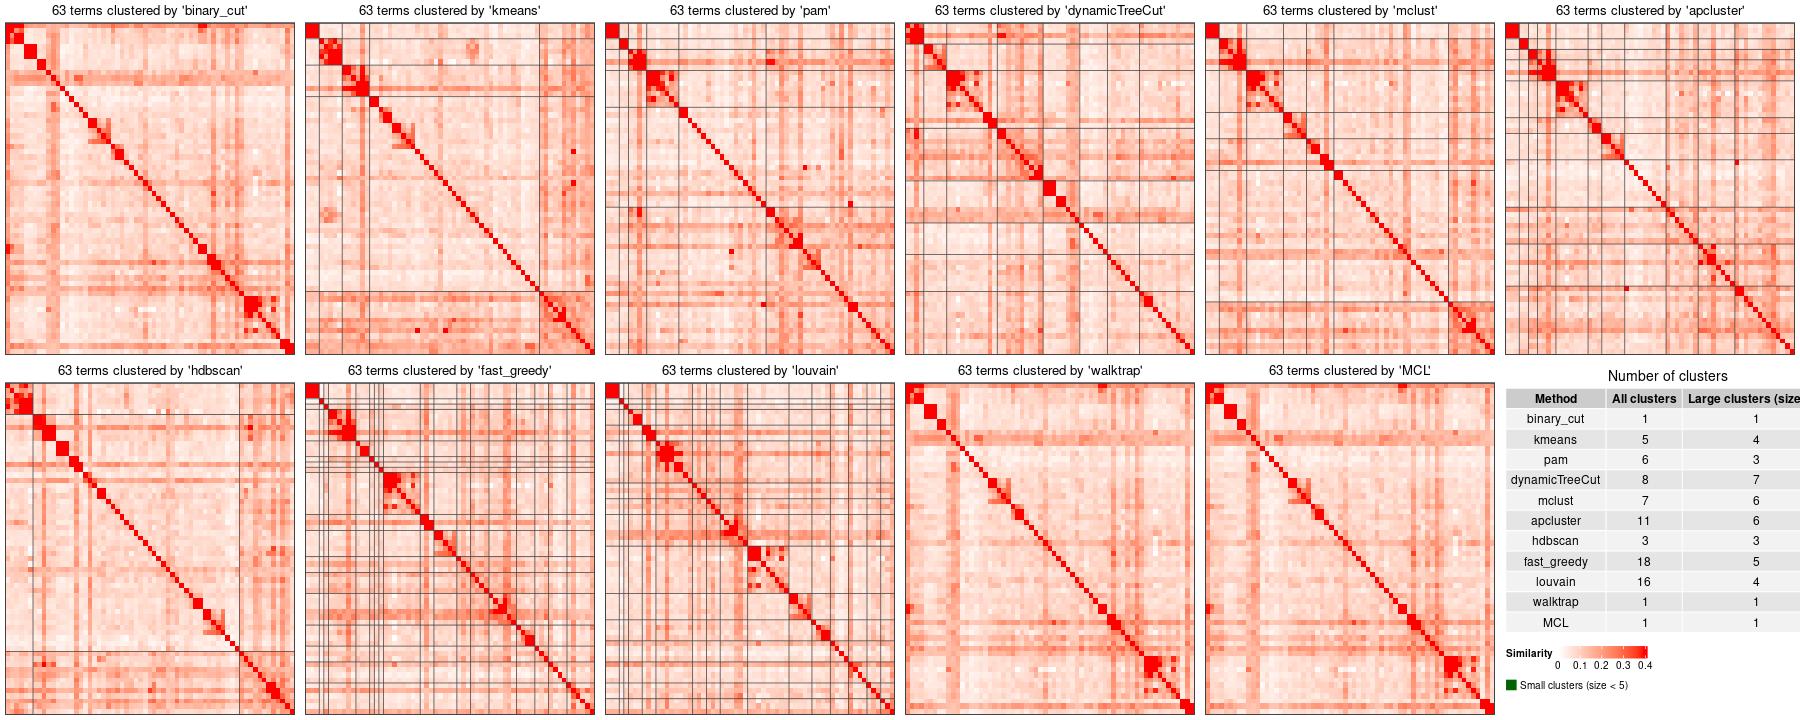 63 terms clustered by 'binary_cut'
63 terms clustered by 'kmeans'
63 terms clustered by 'pam'
63 terms clustered by 'dynamicTreeCut'
63 terms clustered by 'mclust'
63 terms clustered by 'apcluster'
63 terms clustered by 'hdbscan'
63 terms clustered by 'fast_greedy'
63 terms clustered by 'louvain'
63 terms clustered by 'walktrap'
63 terms clustered by 'MCL'
Number of clusters
Method All clusters Large clusters (size
binary_cut 1 1
kmeans 5 4
pam 6 3
dynamicTreeCut 8 7
mclust 7 6
apcluster 11 6
hdbscan 3 3
fast_greedy 18 5
louvain 16 4
walktrap 1 1
MCL 1 1
Similarity
0 0.1 0.2 0.3 0.4
Small clusters (size < 5)